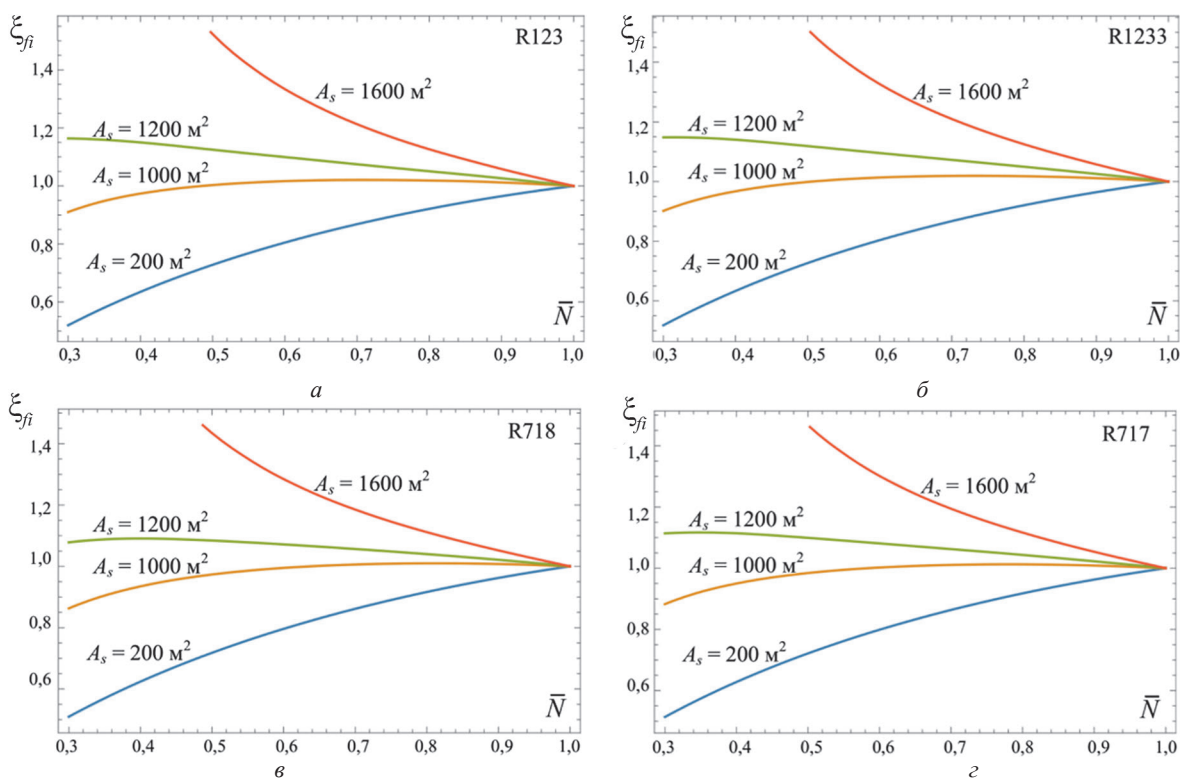 ξfi
R123
1,4
As = 1600 м²
1,2
As = 1200 м²
As = 1000 м²
1,0
0,8
As = 200 м²
0,6
N̅
0,3 0,4 0,5 0,6 0,7 0,8 0,9 1,0
а
ξfi
R1233
1,4
As = 1600 м²
1,2
As = 1200 м²
As = 1000 м²
1,0
0,8
As = 200 м²
0,6
N̅
0,3 0,4 0,5 0,6 0,7 0,8 0,9 1,0
б
ξfi
R718
1,4
As = 1600 м²
1,2
As = 1200 м²
As = 1000 м²
1,0
0,8
As = 200 м²
0,6
N̅
0,3 0,4 0,5 0,6 0,7 0,8 0,9 1,0
в
ξfi
R717
1,4
As = 1600 м²
1,2
As = 1200 м²
As = 1000 м²
1,0
0,8
As = 200 м²
0,6
N̅
0,3 0,4 0,5 0,6 0,7 0,8 0,9 1,0
г